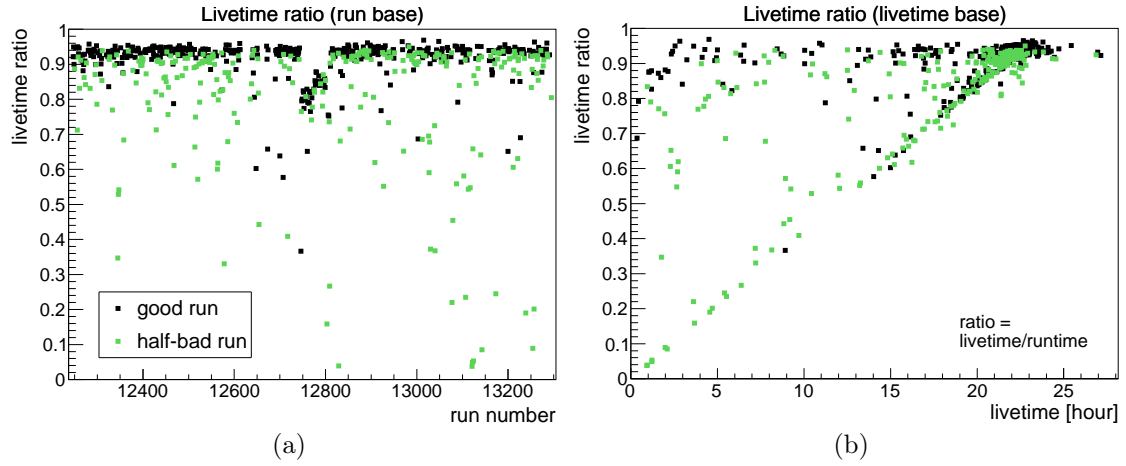 Livetime ratio (run base)
livetime ratio
1
0.9
0.8
0.7
0.6
0.5
0.4
0.3
0.2
0.1
0
good run
half-bad run
12400 12600 12800 13000 13200
run number
(a)
Livetime ratio (livetime base)
livetime ratio
1
0.9
0.8
0.7
0.6
0.5
0.4
0.3
0.2
0.1
0
ratio =
livetime/runtime
0 5 10 15 20 25
livetime [hour]
(b)